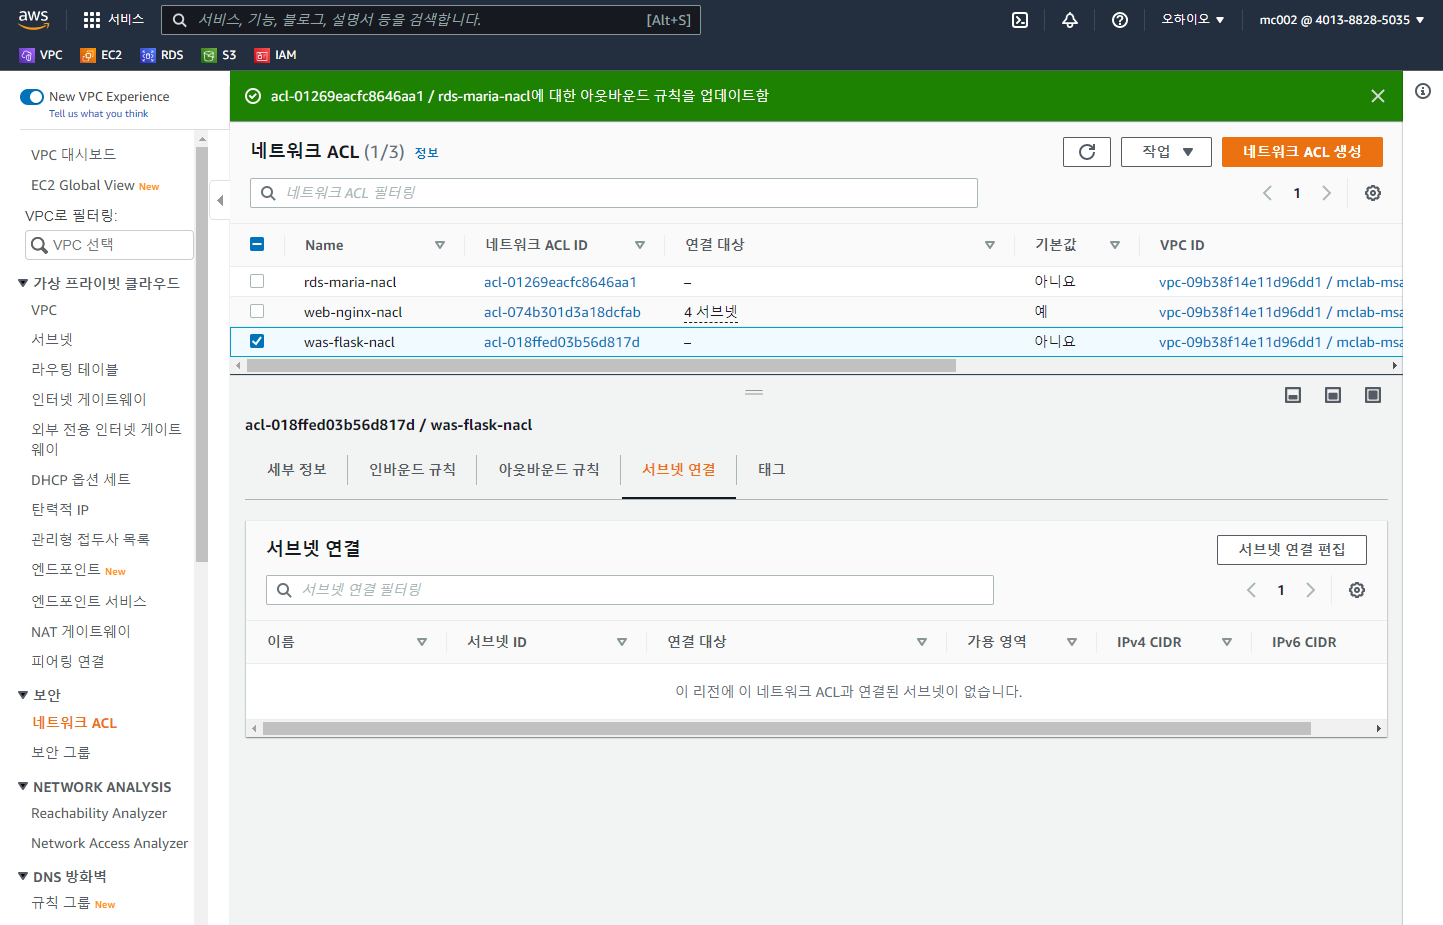 aws
서비스
서비스, 기능, 블로그, 설명서 등을 검색합니다.
[Alt+S]
오하이오 ▼
mc002 @ 4013-8828-5035 ▼
VPC
EC2
RDS
S3
IAM
New VPC Experience
Tell us what you think
VPC 대시보드
EC2 Global View New
VPC로 필터링:
VPC 선택
가상 프라이빗 클라우드
VPC
서브넷
라우팅 테이블
인터넷 게이트웨이
외부 전용 인터넷 게이트
웨이
DHCP 옵션 세트
탄력적 IP
관리형 접두사 목록
엔드포인트 New
엔드포인트 서비스
NAT 게이트웨이
피어링 연결
보안
네트워크 ACL
보안 그룹
NETWORK ANALYSIS
Reachability Analyzer
Network Access Analyzer
DNS 방화벽
규칙 그룹 New
acl-01269eacfc8646aa1 / rds-maria-nacl에 대한 아웃바운드 규칙을 업데이트함
네트워크 ACL (1/3) 정보
작업 ▼
네트워크 ACL 생성
네트워크 ACL 필터링
1
Name 네트워크 ACL ID 연결 대상 기본값 VPC ID
rds-maria-nacl acl-01269eacfc8646aa1 – 아니요 vpc-09b38f14e11d96dd1 / mclab-msa
web-nginx-nacl acl-074b301d3a18dcfab 4 서브넷 예 vpc-09b38f14e11d96dd1 / mclab-msa
was-flask-nacl acl-018ffed03b56d817d – 아니요 vpc-09b38f14e11d96dd1 / mclab-msa
acl-018ffed03b56d817d / was-flask-nacl
세부 정보
인바운드 규칙
아웃바운드 규칙
서브넷 연결
태그
서브넷 연결
서브넷 연결 편집
서브넷 연결 필터링
1
이름 서브넷 ID 연결 대상 가용 영역 IPv4 CIDR IPv6 CIDR
이 리전에 이 네트워크 ACL과 연결된 서브넷이 없습니다.